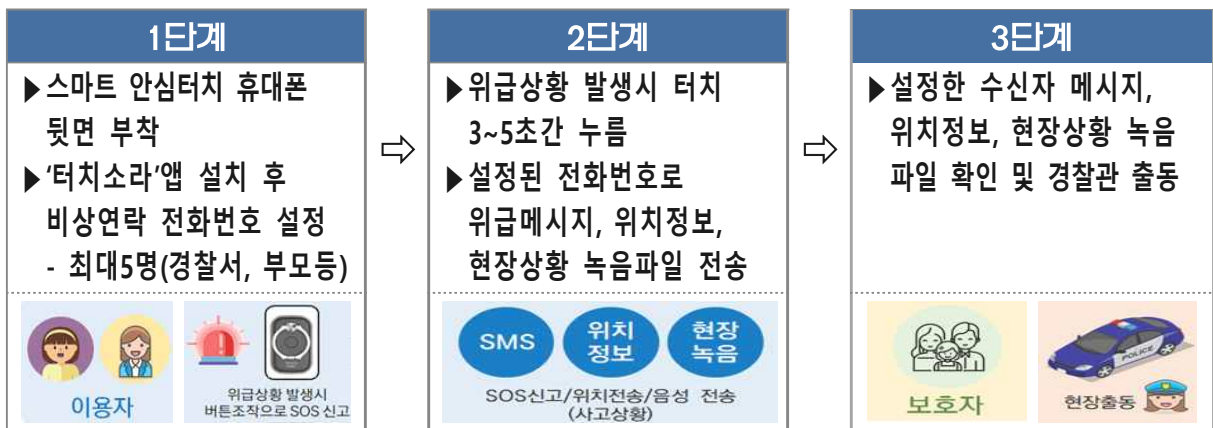 1단계
▶스마트 안심터치 휴대폰
뒷면 부착
▶‘터치소라’앱 설치 후
비상연락 전화번호 설정
- 최대5명(경찰서, 부모등)
이용자
위급상황 발생시
버튼조작으로 SOS 신고
⇨
2단계
▶위급상황 발생시 터치
3~5초간 누름
▶설정된 전화번호로
위급메시지, 위치정보,
현장상황 녹음파일 전송
SMS
위치
정보
현장
녹음
SOS신고/위치전송/음성 전송
(사고상황)
⇨
3단계
▶설정한 수신자 메시지,
위치정보, 현장상황 녹음
파일 확인 및 경찰관 출동
보호자
POLICE
현장출동